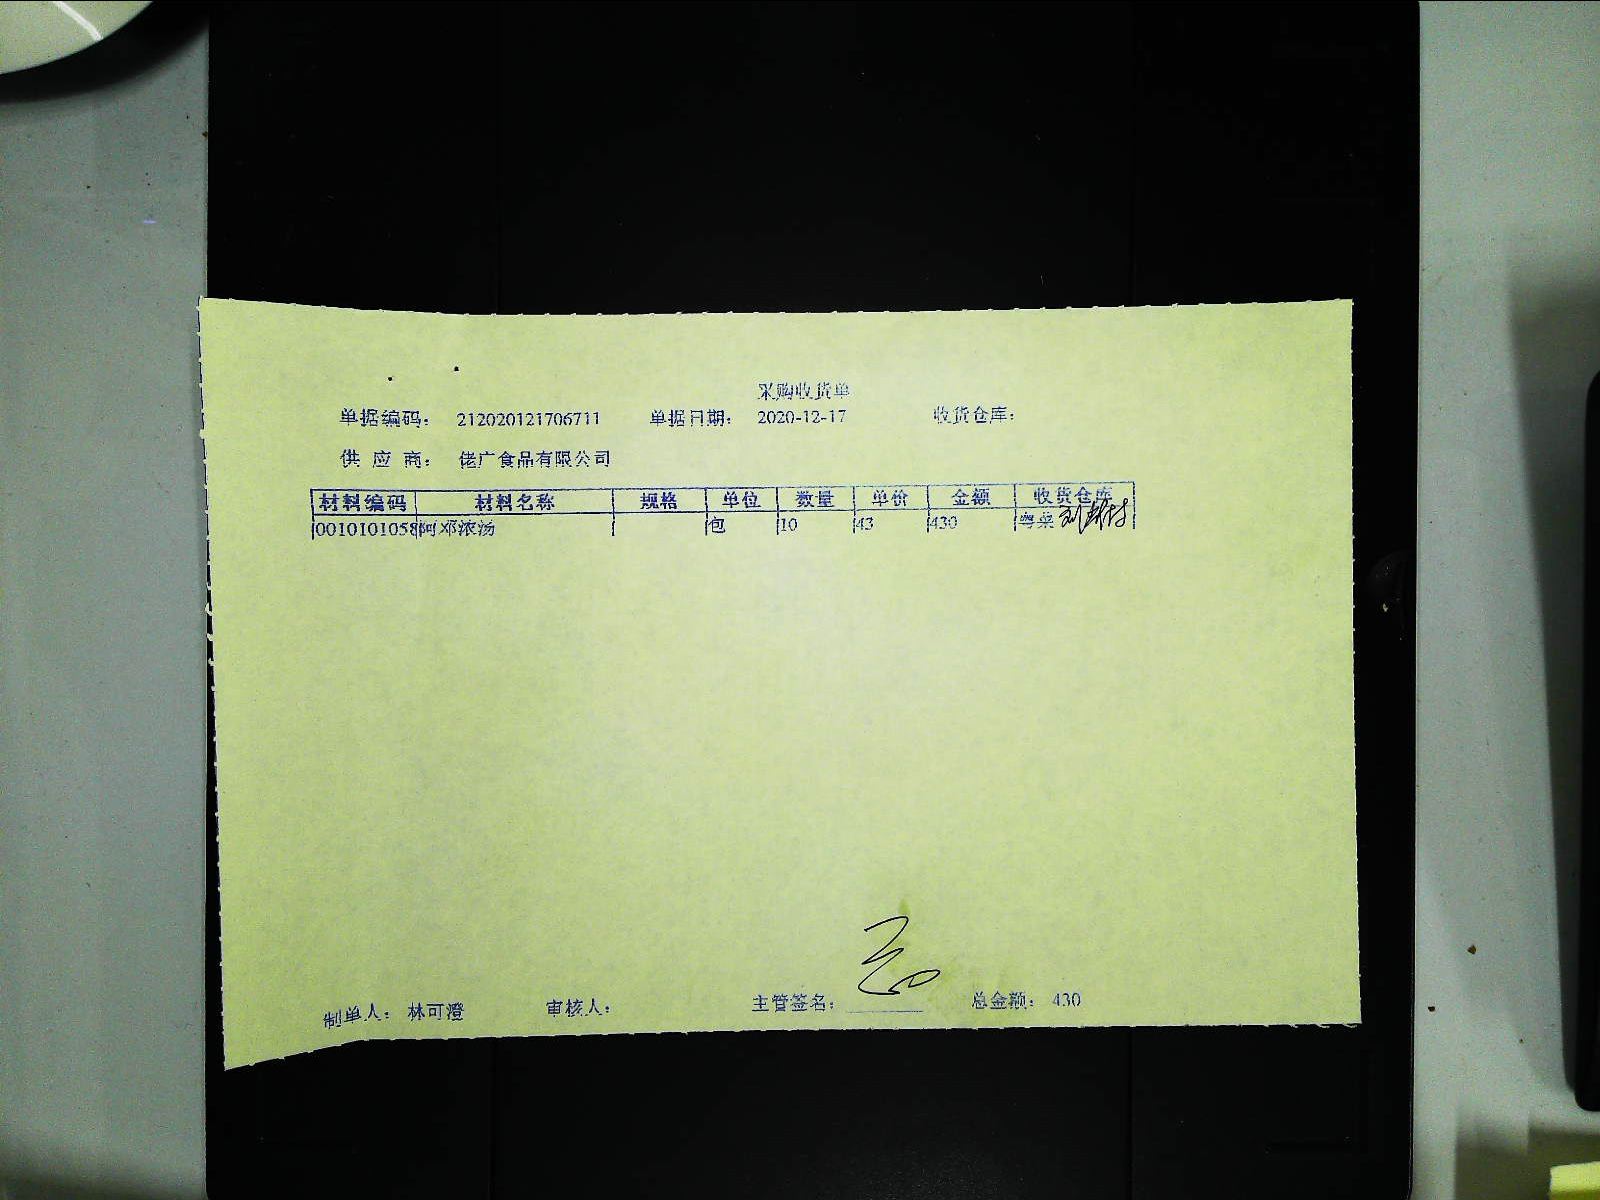 采购收货单
单据编码： 212020121706711 单据日期： 2020-12-17 收货仓库：
供 应 商： 佬广食品有限公司
材料编码 材料名称 规格 单位 数量 单价 金额 收货仓库
0010101058 阿邓浓汤 包 10 43 430 粤菜
制单人： 林可澄 审核人： 主管签名： 总金额： 430